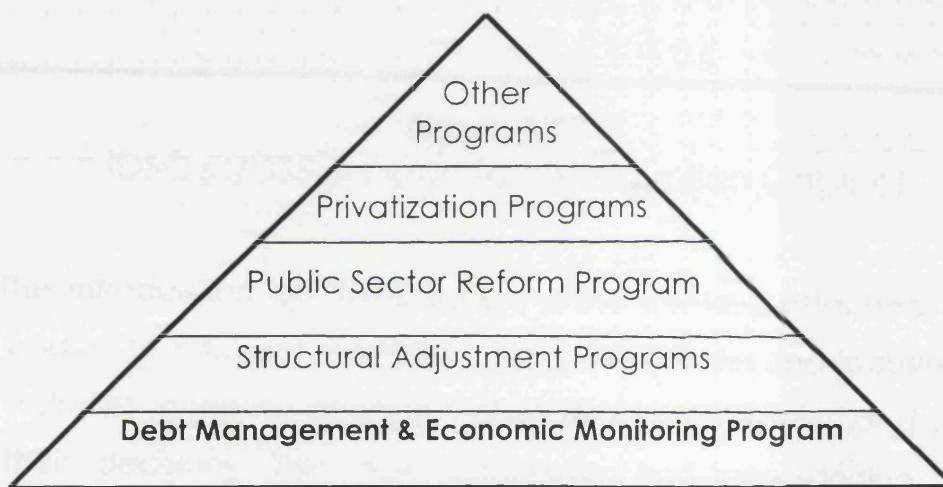 Other
Programs
Privatization Programs
Public Sector Reform Program
Structural Adjustment Programs
Debt Management & Economic Monitoring Program